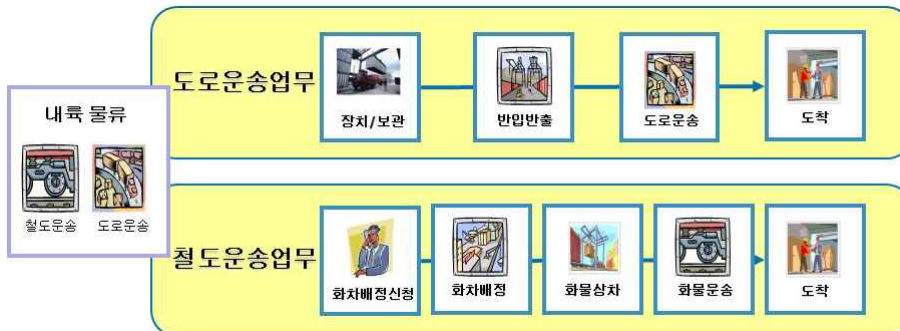 도로운송업무
장치/보관
반입반출
도로운송
도착
내륙 물류
철도운송
도로운송
철도운송업무
화차배정신청
화차배정
화물상차
화물운송
도착